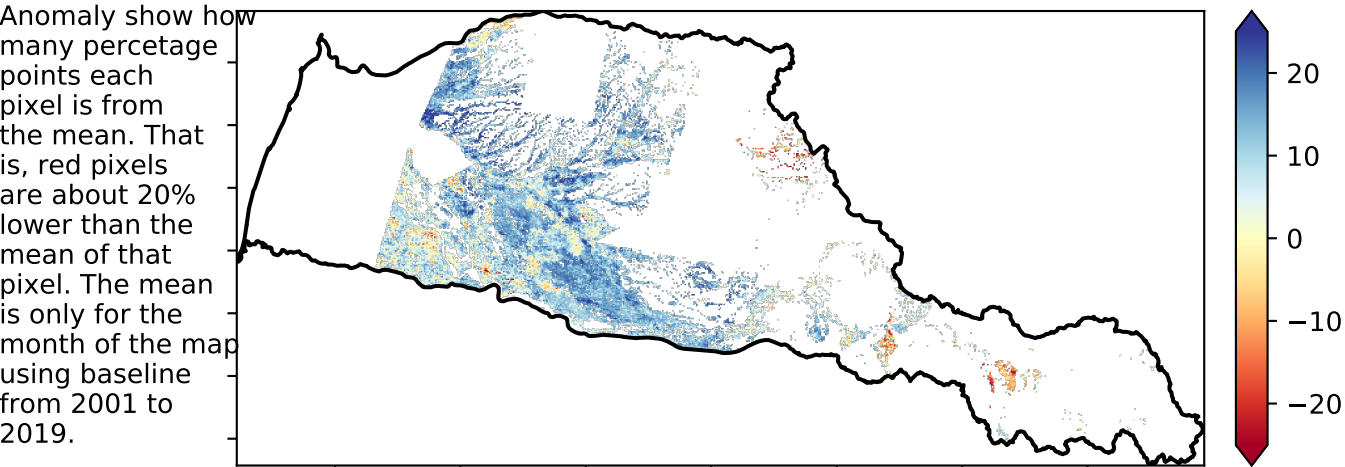 Anomaly show how
many percetage
points each
pixel is from
the mean. That
is, red pixels
are about 20%
lower than the
mean of that
pixel. The mean
is only for the
month of the map
using baseline
from 2001 to
2019.
20
10
0
−10
−20